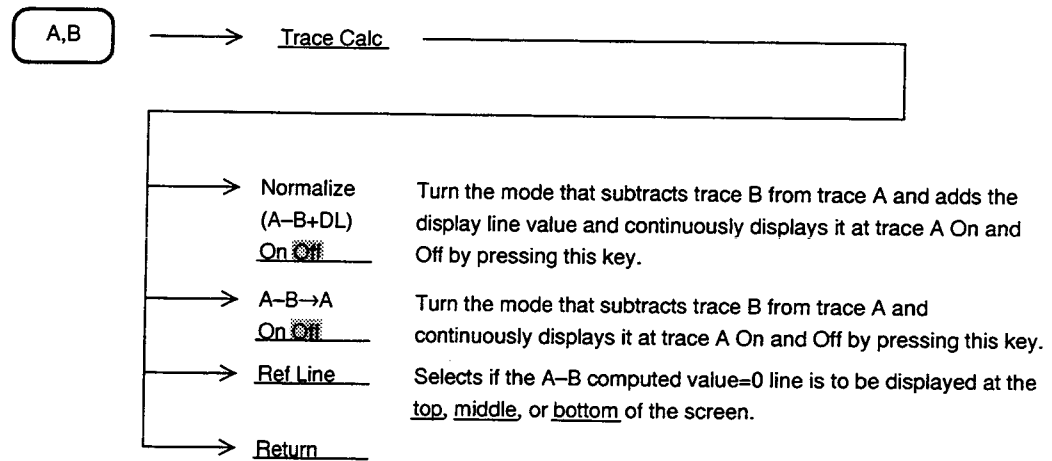 A,B
Trace Calc
Normalize
(A–B+DL)
On Off
Turn the mode that subtracts trace B from trace A and adds the
display line value and continuously displays it at trace A On and
Off by pressing this key.
A–B→A
On Off
Turn the mode that subtracts trace B from trace A and
continuously displays it at trace A On and Off by pressing this key.
Ref Line
Selects if the A–B computed value=0 line is to be displayed at the
top, middle, or bottom of the screen.
Return